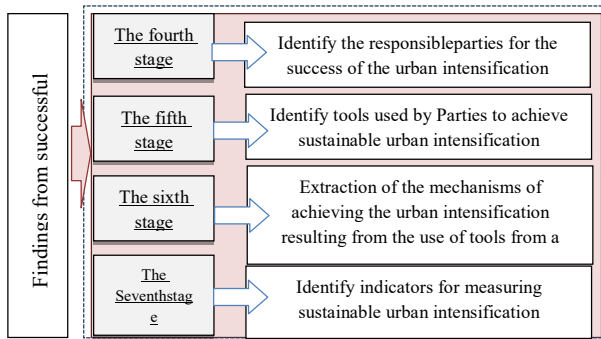 Findings from successful
The fourth
stage
Identify the responsibleparties for the
success of the urban intensification
The fifth
stage
Identify tools used by Parties to achieve
sustainable urban intensification
The sixth
stage
Extraction of the mechanisms of
achieving the urban intensification
resulting from the use of tools from a
The
Seventhstag
e
Identify indicators for measuring
sustainable urban intensification